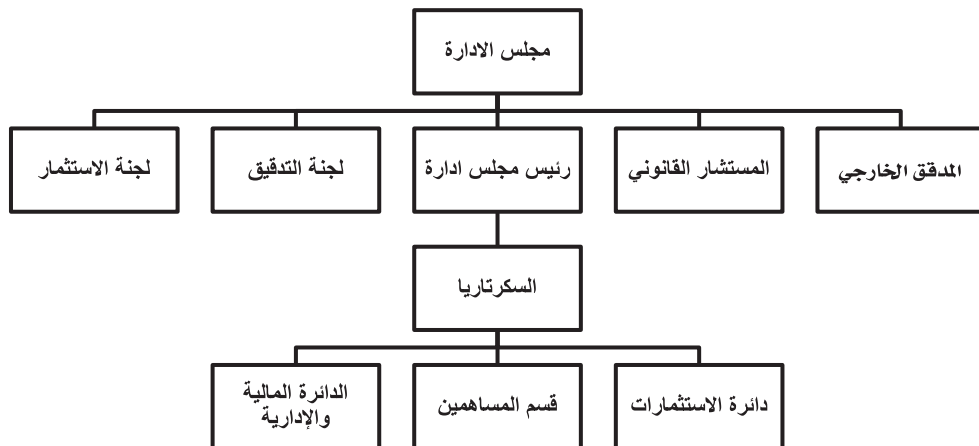 مجلس الادارة
المدقق الخارجي
المستشار القانوني
رئيس مجلس ادارة
لجنة التدقيق
لجنة الاستثمار
السكرتاريا
دائرة الاستثمارات
قسم المساهمين
الدائرة المالية
والإدارية